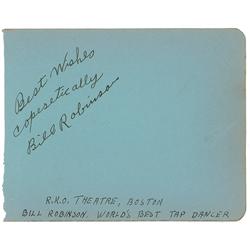 Best Wishes
copesetically
Bill Robinson
R.K.O. THEATRE, BOSTON
BILL ROBINSON, WORLD'S BEST TAP DANCER